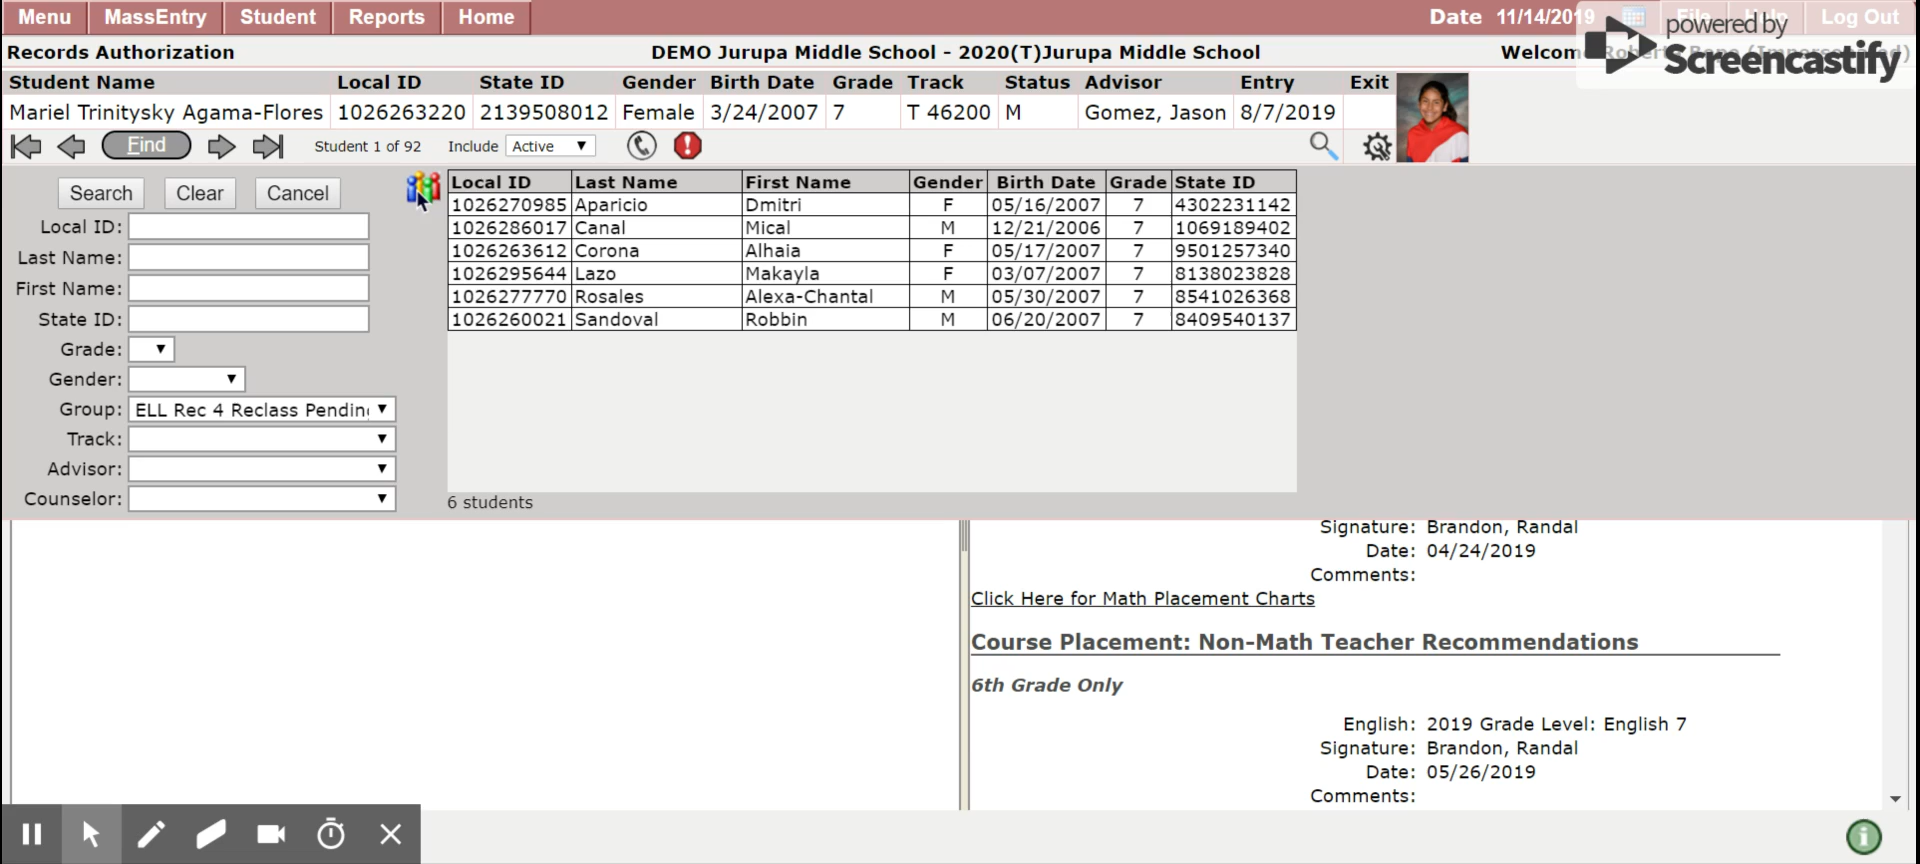 Menu MassEntry Student Reports Home Date 11/14/2019 File Help Log Out
powered by
Screencastify
Records Authorization DEMO Jurupa Middle School - 2020(T)Jurupa Middle School Welcom
Student Name Local ID State ID Gender Birth Date Grade Track Status Advisor Entry Exit
Mariel Trinitysky Agama-Flores 1026263220 2139508012 Female 3/24/2007 7 T 46200 M Gomez, Jason 8/7/2019
Find Student 1 of 92 Include Active
Search Clear Cancel
Local ID:
Last Name:
First Name:
State ID:
Grade:
Gender:
Group: ELL Rec 4 Reclass Pendin
Track:
Advisor:
Counselor:
Local ID Last Name First Name Gender Birth Date Grade State ID
1026270985 Aparicio Dmitri F 05/16/2007 7 4302231142
1026286017 Canal Mical M 12/21/2006 7 1069189402
1026263612 Corona Alhaia F 05/17/2007 7 9501257340
1026295644 Lazo Makayla F 03/07/2007 7 8138023828
1026277770 Rosales Alexa-Chantal M 05/30/2007 7 8541026368
1026260021 Sandoval Robbin M 06/20/2007 7 8409540137
6 students
Signature: Brandon, Randal
Date: 04/24/2019
Comments:
Click Here for Math Placement Charts
Course Placement: Non-Math Teacher Recommendations
6th Grade Only
English: 2019 Grade Level: English 7
Signature: Brandon, Randal
Date: 05/26/2019
Comments: